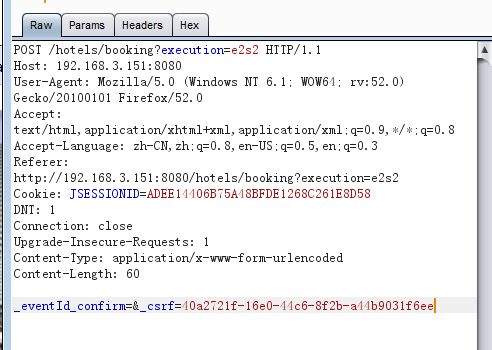 Raw Params Headers Hex
POST /hotels/booking?execution=e2s2 HTTP/1.1
Host: 192.168.3.151:8080
User-Agent: Mozilla/5.0 (Windows NT 6.1; WOW64; rv:52.0)
Gecko/20100101 Firefox/52.0
Accept:
text/html,application/xhtml+xml,application/xml;q=0.9,*/*;q=0.8
Accept-Language: zh-CN,zh;q=0.8,en-US;q=0.5,en;q=0.3
Referer:
http://192.168.3.151:8080/hotels/booking?execution=e2s2
Cookie: JSESSIONID=ADEE14406B75A48BFDE1268C261E8D58
DNT: 1
Connection: close
Upgrade-Insecure-Requests: 1
Content-Type: application/x-www-form-urlencoded
Content-Length: 60
_eventId_confirm=&_csrf=40a2721f-16e0-44c6-8f2b-a44b9031f6ee